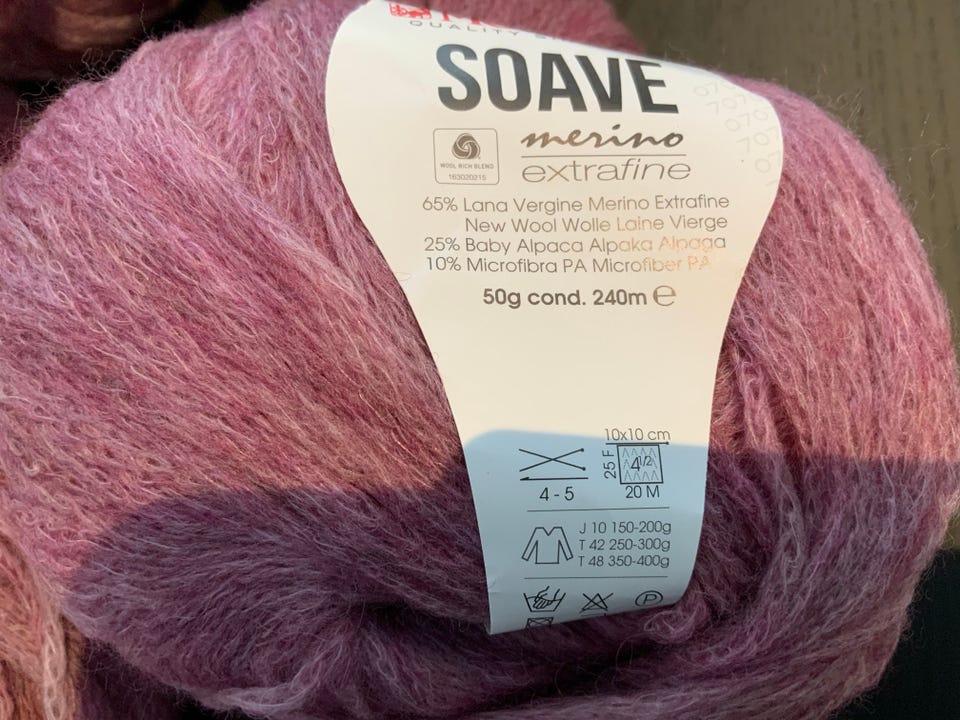 SOAVE
merino
extrafine
WOOL RICH BLEND
163020215
65% Lana Vergine Merino Extrafine
New Wool Wolle Laine Vierge
25% Baby Alpaca Alpaka Alpaga
10% Microfibra PA Microfiber PA
50g cond. 240m e
10x10 cm
25 F
4 1/2
4 - 5
20 M
J 10 150-200g
T 42 250-300g
T 48 350-400g
P